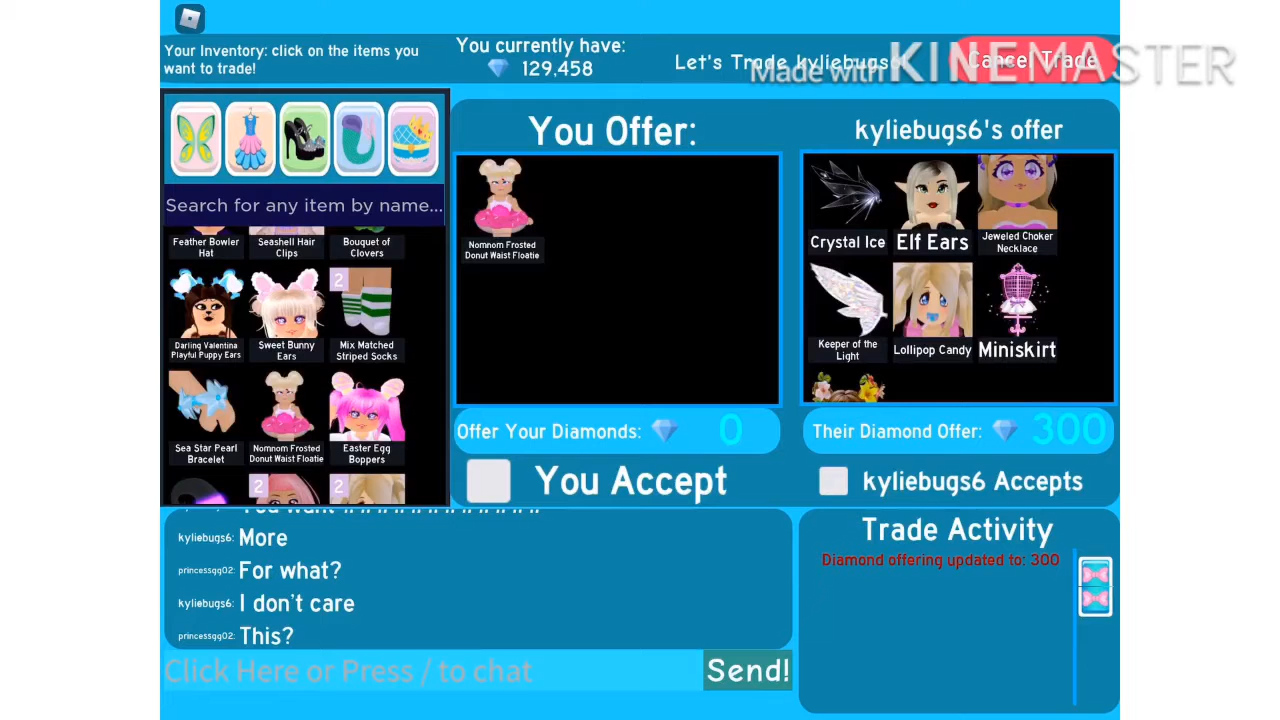 Your Inventory: click on the items you
want to trade!
You currently have:
129,458
Let's Trade kyliebugs6
Cancel Trade
Made with KINEMASTER
Search for any item by name...
Feather Bowler
Hat
Seashell Hair
Clips
Bouquet of
Clovers
2
Darling Valentina
Playful Puppy Ears
Sweet Bunny
Ears
Mix Matched
Striped Socks
Sea Star Pearl
Bracelet
Nomnom Frosted
Donut Waist Floatie
Easter Egg
Boppers
2
2
You Offer:
Nomnom Frosted
Donut Waist Floatie
Offer Your Diamonds: 0
You Accept
kyliebugs6's offer
Crystal Ice
Elf Ears
Jeweled Choker
Necklace
Keeper of the
Light
Lollipop Candy
Miniskirt
Their Diamond Offer: 300
kyliebugs6 Accepts
kyliebugs6: More
princessgg02: For what?
kyliebugs6: I don't care
princessgg02: This?
Click Here or Press / to chat
Send!
Trade Activity
Diamond offering updated to: 300